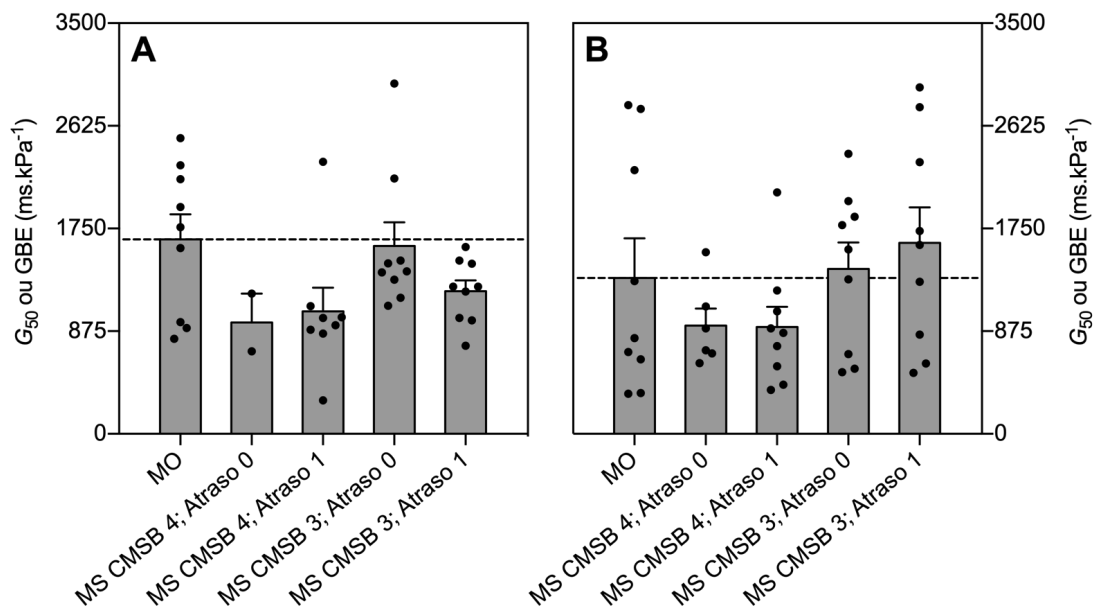 A
B
G50 ou GBE (ms.kPa-1)
3500
2625
1750
875
0
MO
MS CMSB 4; Atraso 0
MS CMSB 4; Atraso 1
MS CMSB 3; Atraso 0
MS CMSB 3; Atraso 1
MO
MS CMSB 4; Atraso 0
MS CMSB 4; Atraso 1
MS CMSB 3; Atraso 0
MS CMSB 3; Atraso 1
3500
2625
1750
875
0
G50 ou GBE (ms.kPa-1)